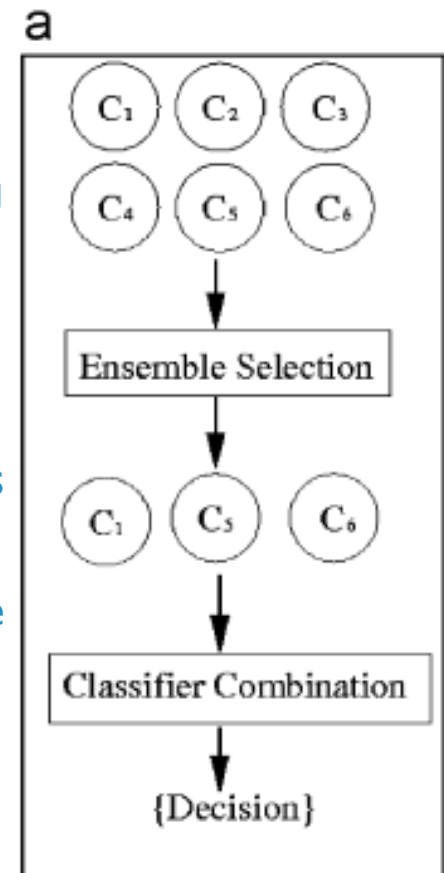 a
C₁ C₂ C₃
C₄ C₅ C₆
Ensemble Selection
s
C₁ C₅ C₆
e
Classifier Combination
{Decision}